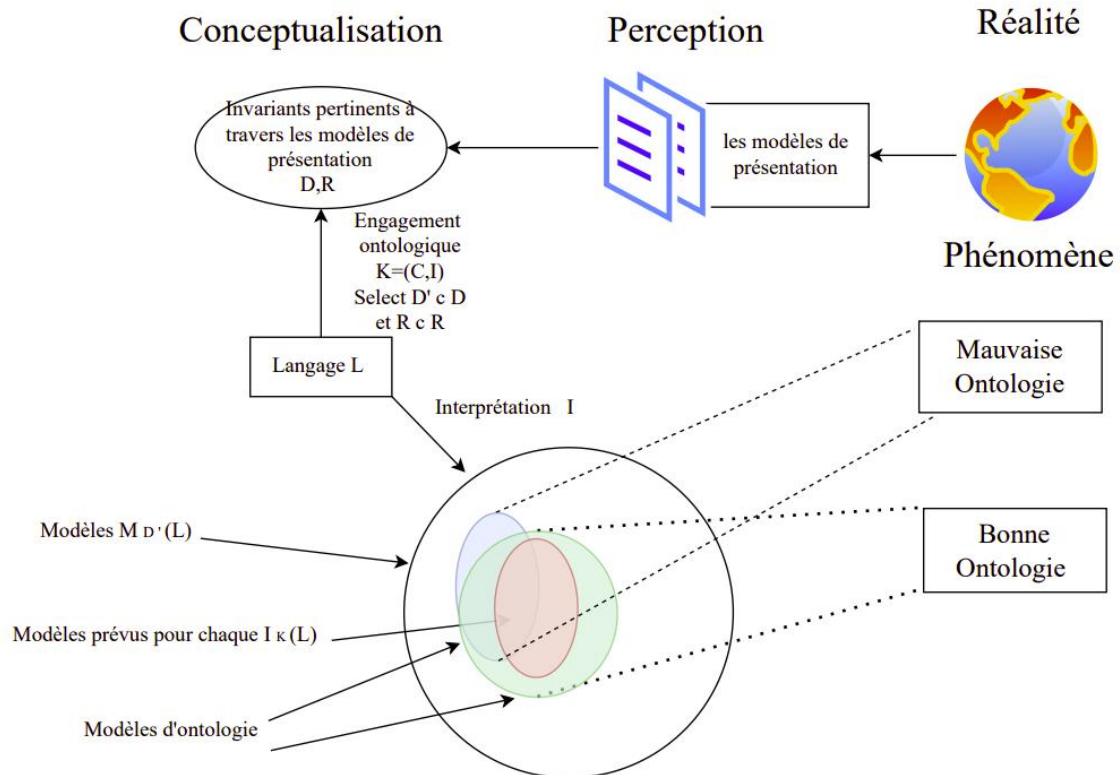 Conceptualisation
Perception
Réalité
Invariants pertinents à
travers les modèles de
présentation
D,R
les modèles de
présentation
Phénomène
Engagement
ontologique
K=(C,I)
Select D' c D
et R c R
Langage L
Interprétation I
Mauvaise
Ontologie
Bonne
Ontologie
Modèles M D ' (L)
Modèles prévus pour chaque I K (L)
Modèles d'ontologie